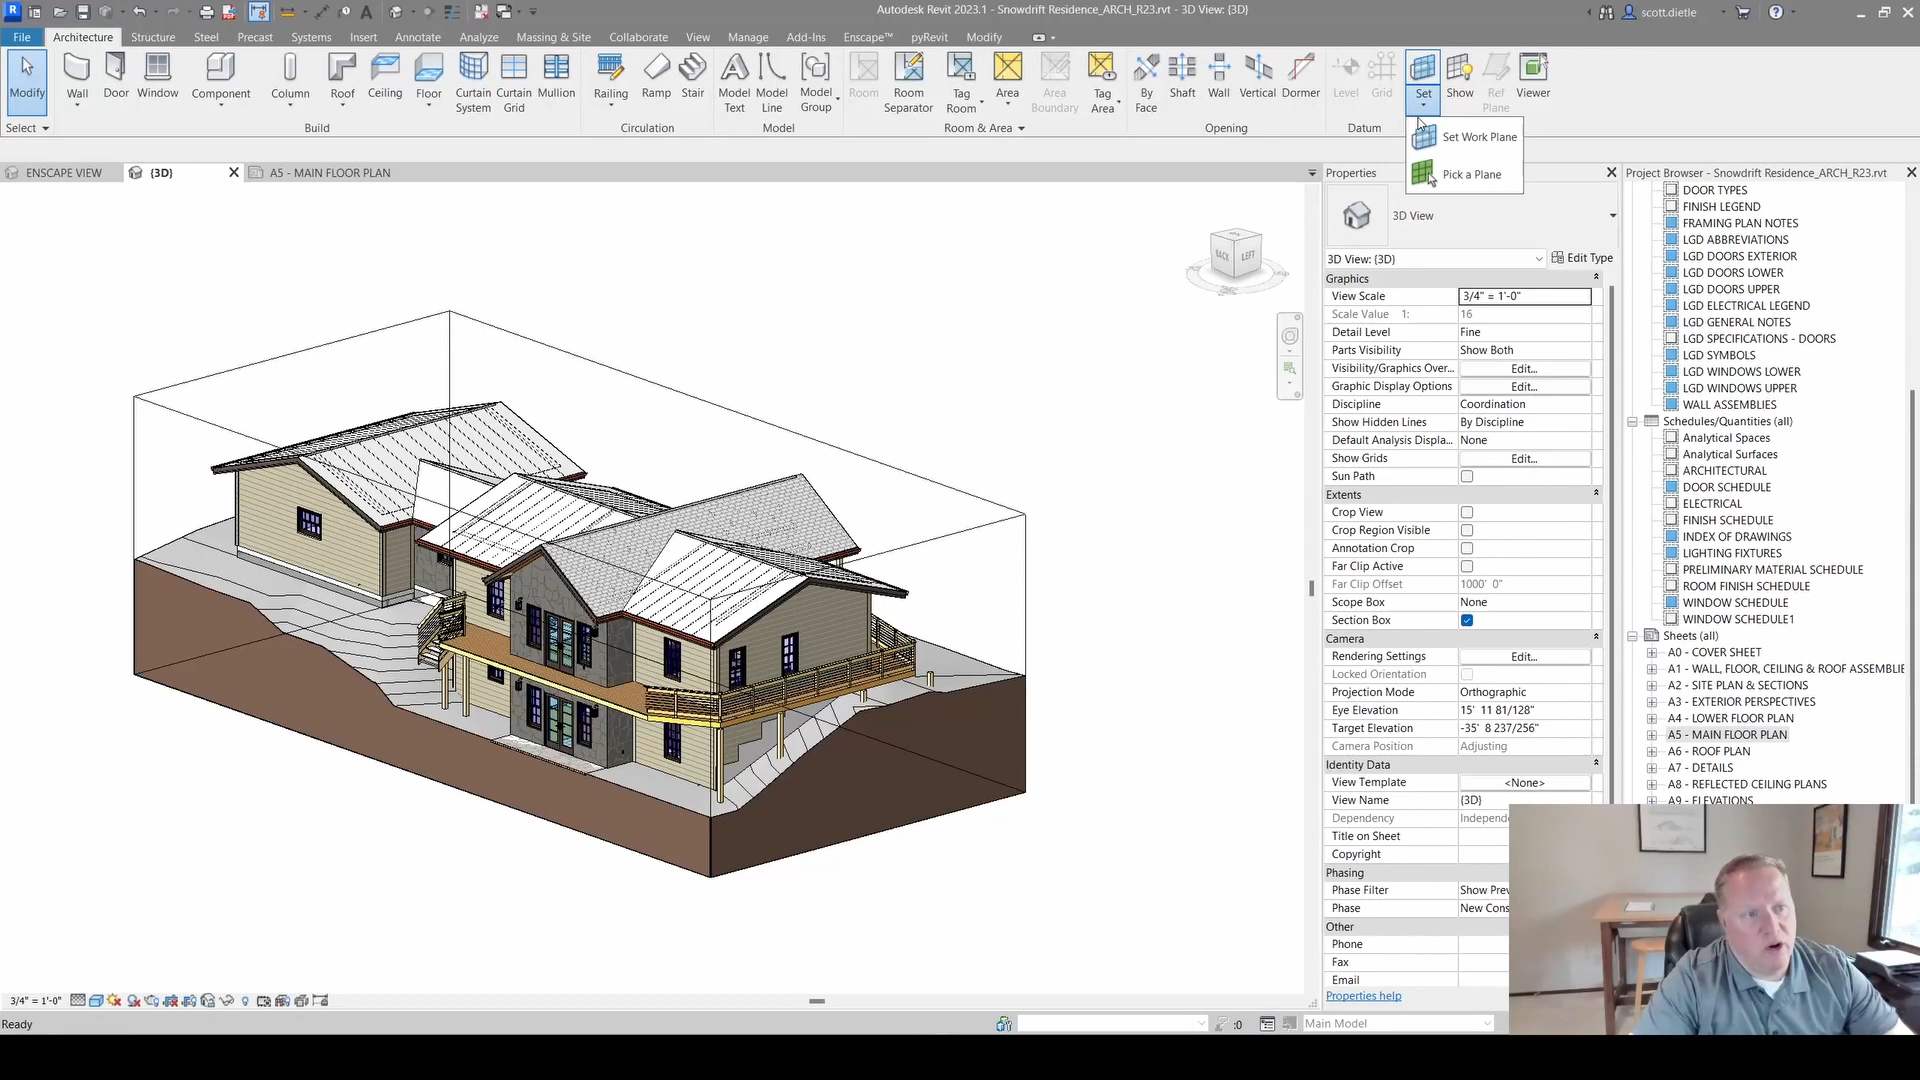 Autodesk Revit 2023.1 - Snowdrift Residence_ARCH_R23.rvt - 3D View: {3D}
scott.dietle
File Architecture Structure Steel Precast Systems Insert Annotate Analyze Massing & Site Collaborate View Manage Add-Ins Enscape™ pyRevit Modify
Modify
Wall Door Window Component Column Roof Ceiling Floor Curtain System Curtain Grid Mullion
Railing Ramp Stair
Model Text Model Line Model Group
Room Room Separator Tag Room Area Area Boundary Tag Area
By Face Shaft Wall Vertical Dormer
Level Grid
Set Show Ref Plane Viewer
Select Build Circulation Model Room & Area Opening Datum
Set Work Plane
Pick a Plane
ENSCAPE VIEW {3D} A5 - MAIN FLOOR PLAN
BACK LEFT
Properties
3D View
3D View: {3D} Edit Type
Graphics
View Scale 3/4" = 1'-0"
Scale Value 1: 16
Detail Level Fine
Parts Visibility Show Both
Visibility/Graphics Over... Edit...
Graphic Display Options Edit...
Discipline Coordination
Show Hidden Lines By Discipline
Default Analysis Displa... None
Show Grids Edit...
Sun Path
Extents
Crop View
Crop Region Visible
Annotation Crop
Far Clip Active
Far Clip Offset 1000' 0"
Scope Box None
Section Box
Camera
Rendering Settings Edit...
Locked Orientation
Projection Mode Orthographic
Eye Elevation 15' 11 81/128"
Target Elevation -35' 8 237/256"
Camera Position Adjusting
Identity Data
View Template <None>
View Name {3D}
Dependency Independ
Title on Sheet
Copyright
Phasing
Phase Filter Show Prev
Phase New Cons
Other
Phone
Fax
Email
Properties help
Project Browser - Snowdrift Residence_ARCH_R23.rvt
DOOR TYPES
FINISH LEGEND
FRAMING PLAN NOTES
LGD ABBREVIATIONS
LGD DOORS EXTERIOR
LGD DOORS LOWER
LGD DOORS UPPER
LGD ELECTRICAL LEGEND
LGD GENERAL NOTES
LGD SPECIFICATIONS - DOORS
LGD SYMBOLS
LGD WINDOWS LOWER
LGD WINDOWS UPPER
WALL ASSEMBLIES
Schedules/Quantities (all)
Analytical Spaces
Analytical Surfaces
ARCHITECTURAL
DOOR SCHEDULE
ELECTRICAL
FINISH SCHEDULE
INDEX OF DRAWINGS
LIGHTING FIXTURES
PRELIMINARY MATERIAL SCHEDULE
ROOM FINISH SCHEDULE
WINDOW SCHEDULE
WINDOW SCHEDULE1
Sheets (all)
A0 - COVER SHEET
A1 - WALL, FLOOR, CEILING & ROOF ASSEMBLIE
A2 - SITE PLAN & SECTIONS
A3 - EXTERIOR PERSPECTIVES
A4 - LOWER FLOOR PLAN
A5 - MAIN FLOOR PLAN
A6 - ROOF PLAN
A7 - DETAILS
A8 - REFLECTED CEILING PLANS
A9 - ELEVATIONS
3/4" = 1'-0"
Ready
:0
Main Model